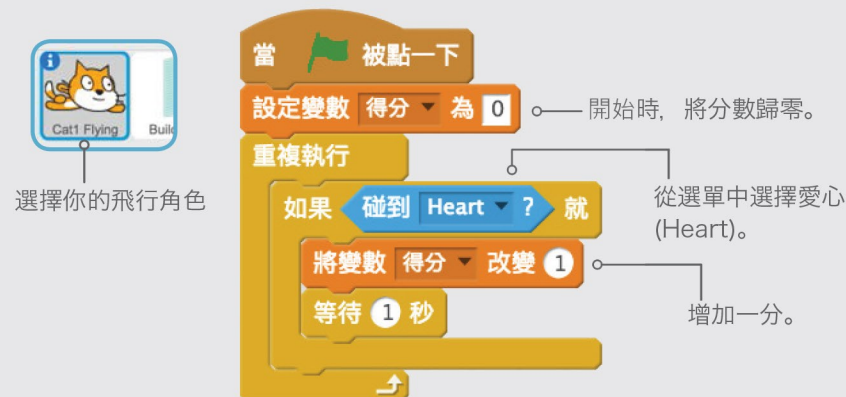 Cat1 Flying
Buil
選擇你的飛行角色
當 被點一下
設定變數 得分 為 0
開始時，將分數歸零。
重複執行
如果 碰到 Heart ? 就
從選單中選擇愛心
(Heart)。
將變數 得分 改變 1
增加一分。
等待 1 秒